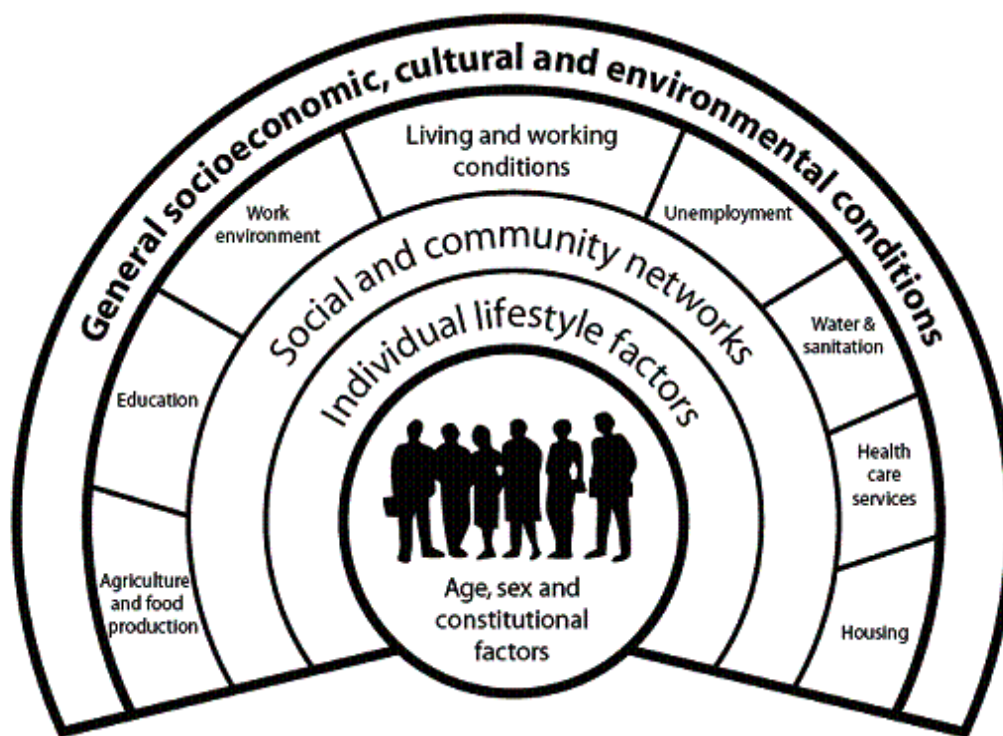 General socioeconomic, cultural and environmental conditions
Living and working
conditions
Work
environment
Unemployment
Social and community networks
Individual lifestyle factors
Education
Water &
sanitation
Agriculture
and food
production
Health
care
services
Housing
Age, sex and
constitutional
factors